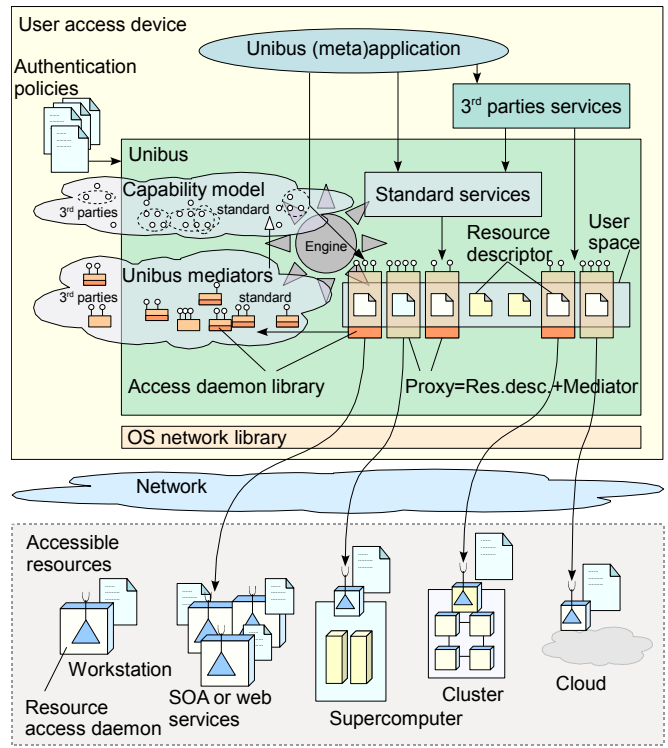 User access device
Unibus (meta)application
Authentication
policies
3rd parties services
Unibus
Capability model
3rd parties
standard
Standard services
Engine
Resource
descriptor
User
space
Unibus mediators
3rd parties
standard
Access daemon library
Proxy=Res.desc.+Mediator
OS network library
Network
Accessible
resources
Workstation
Resource
access daemon
SOA or web
services
Supercomputer
Cluster
Cloud